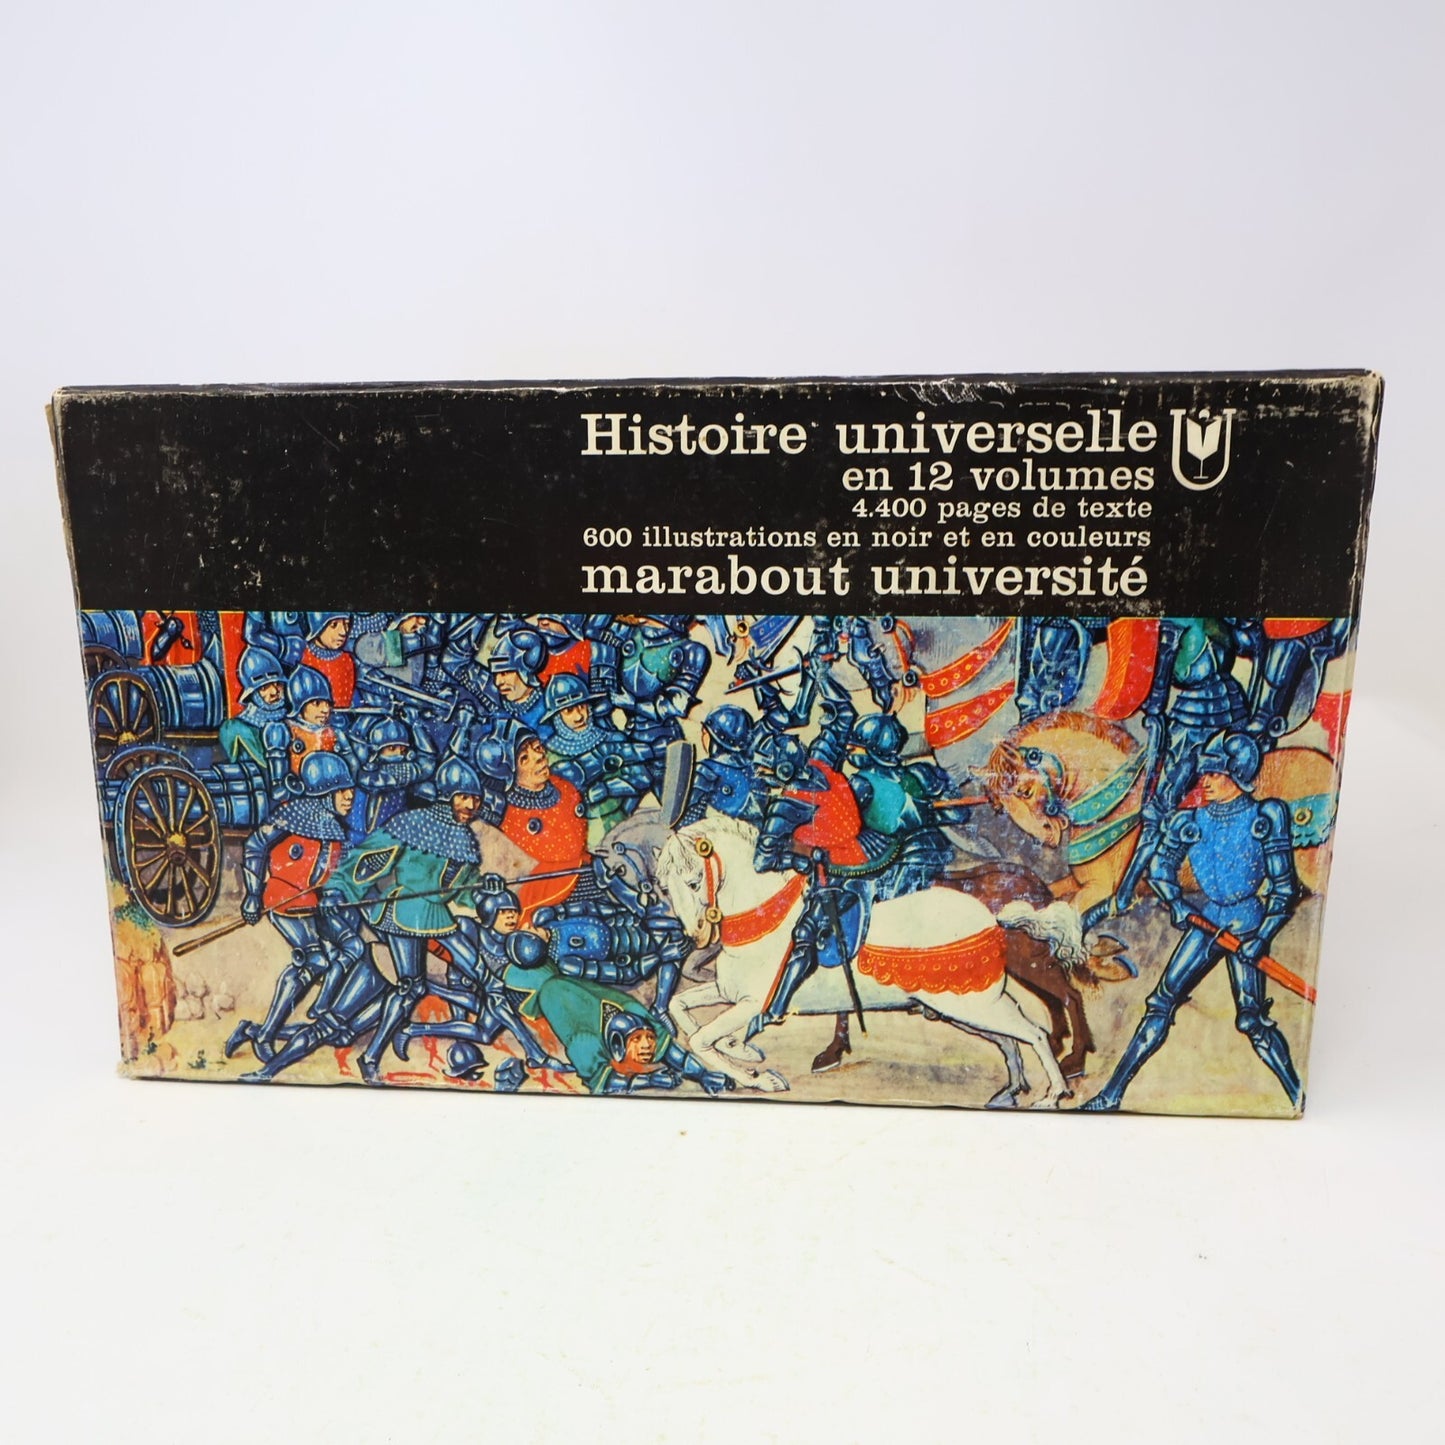 Histoire universelle
en 12 volumes
4.400 pages de texte
600 illustrations en noir et en couleurs
marabout université